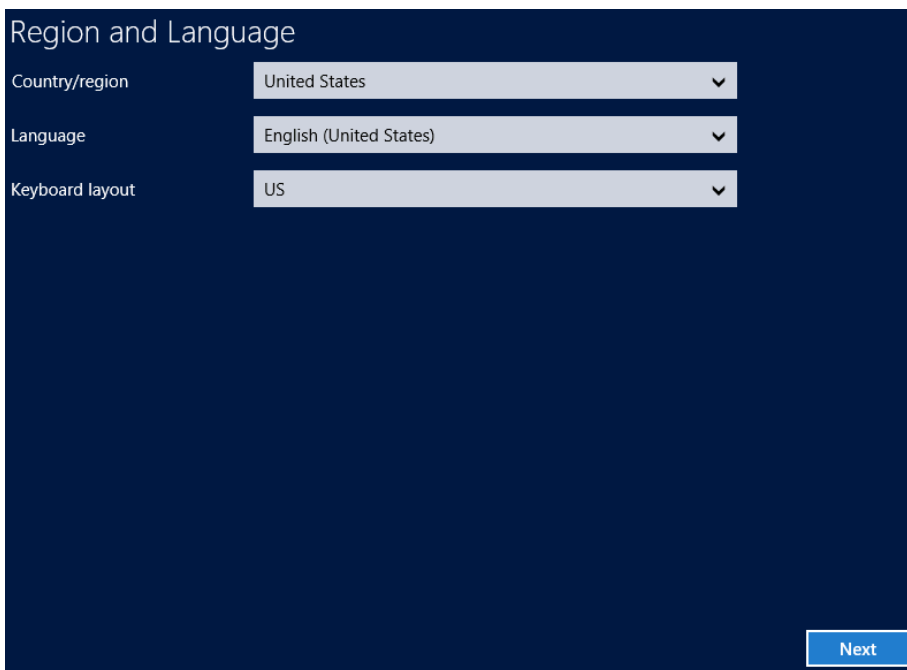 Region and Language
Country/region United States
Language English (United States)
Keyboard layout US
Next